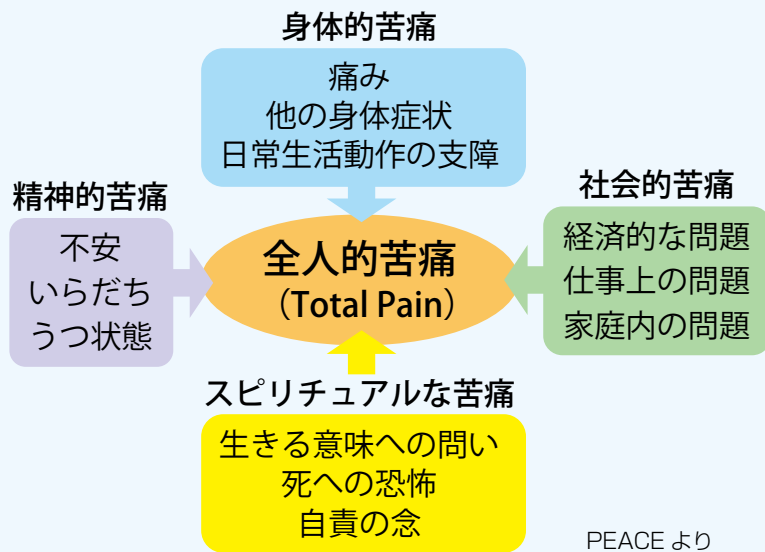 身体的苦痛
痛み
他の身体症状
日常生活動作の支障
精神的苦痛
不安
いらだち
うつ状態
全人的苦痛
（Total Pain）
社会的苦痛
経済的な問題
仕事上の問題
家庭内の問題
スピリチュアルな苦痛
生きる意味への問い
死への恐怖
自責の念
PEACE より